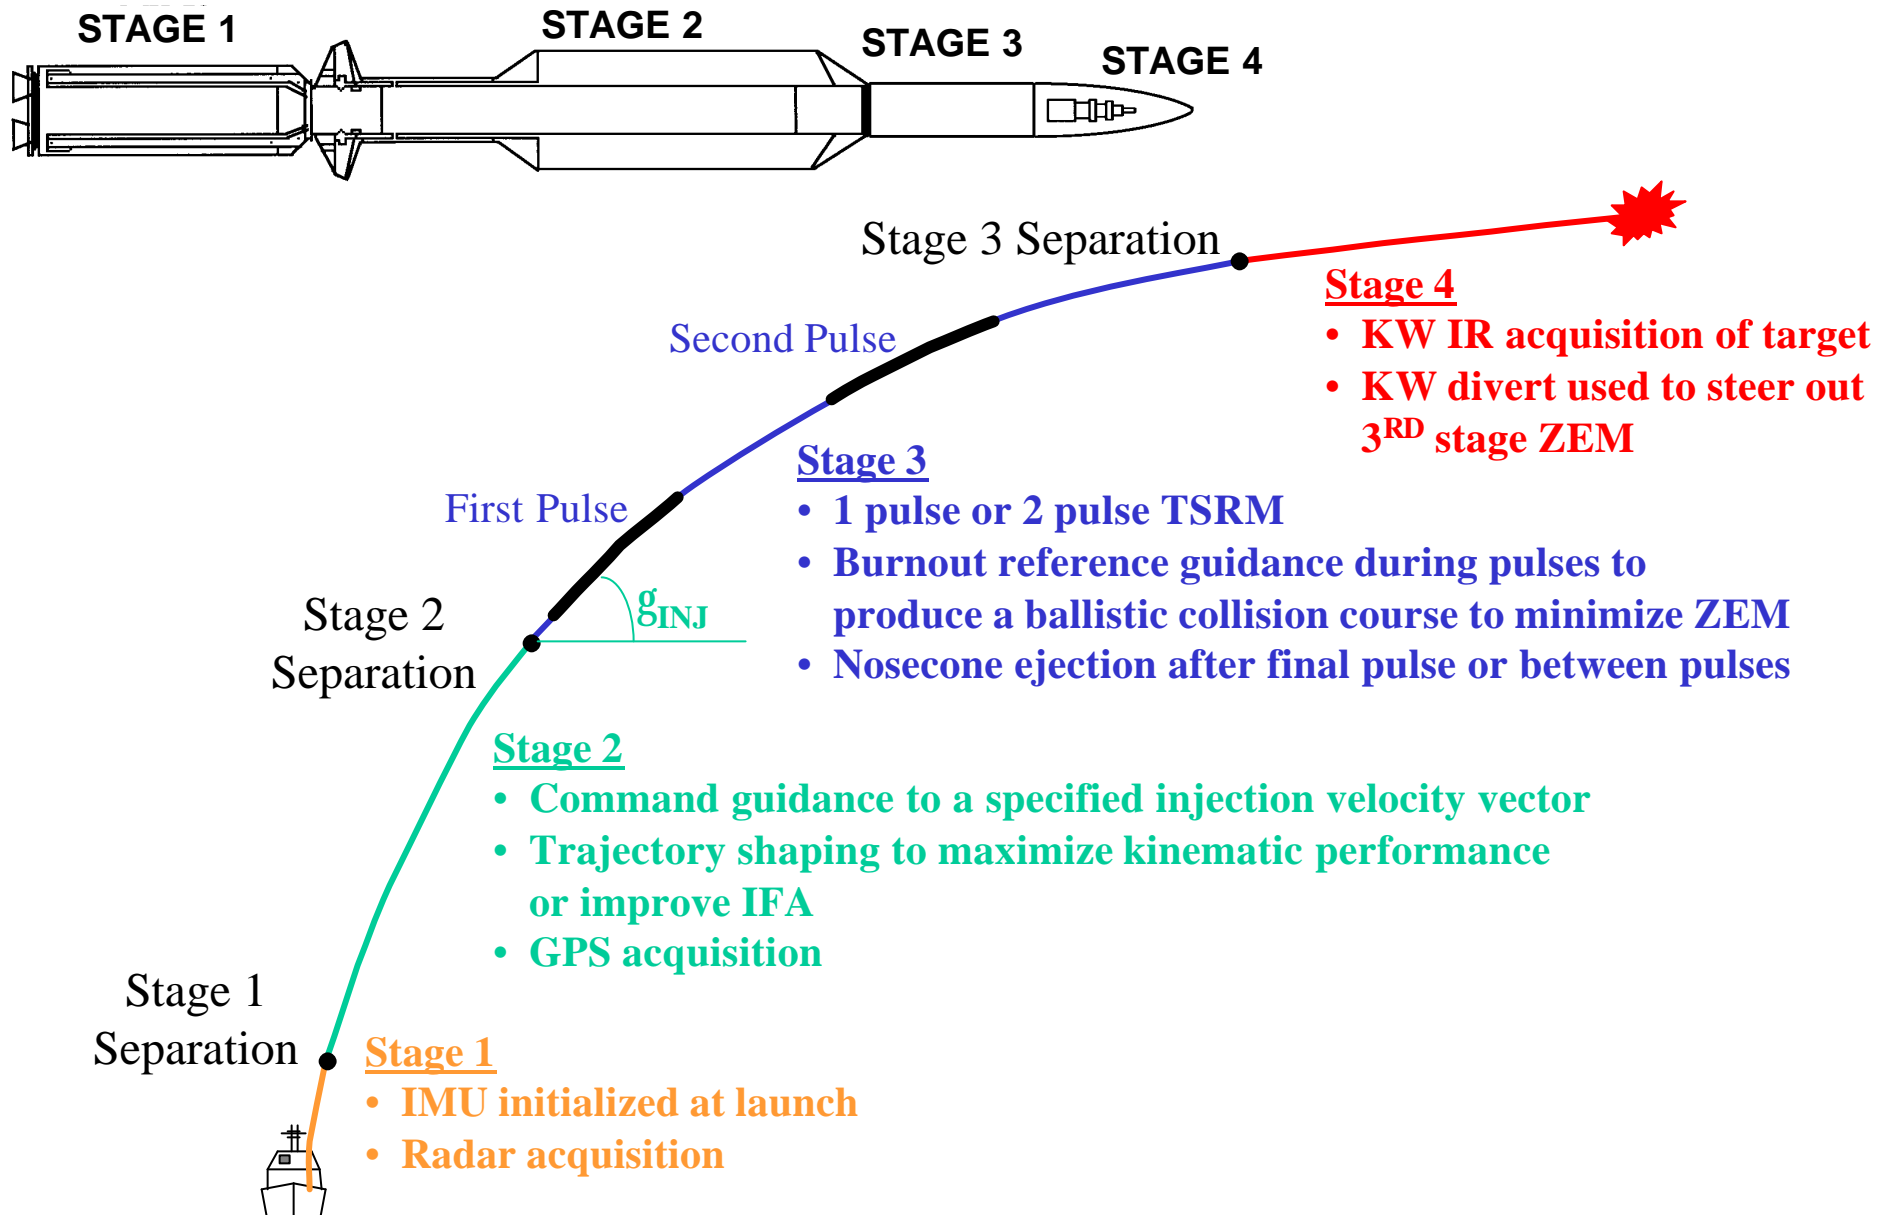 STAGE 1
STAGE 2
STAGE 3
STAGE 4
Stage 3 Separation
Stage 4
• KW IR acquisition of target
• KW divert used to steer out
3RD stage ZEM
Second Pulse
Stage 3
• 1 pulse or 2 pulse TSRM
• Burnout reference guidance during pulses to
produce a ballistic collision course to minimize ZEM
• Nosecone ejection after final pulse or between pulses
First Pulse
gINJ
Stage 2
Separation
Stage 2
• Command guidance to a specified injection velocity vector
• Trajectory shaping to maximize kinematic performance
or improve IFA
• GPS acquisition
Stage 1
Separation
Stage 1
• IMU initialized at launch
• Radar acquisition